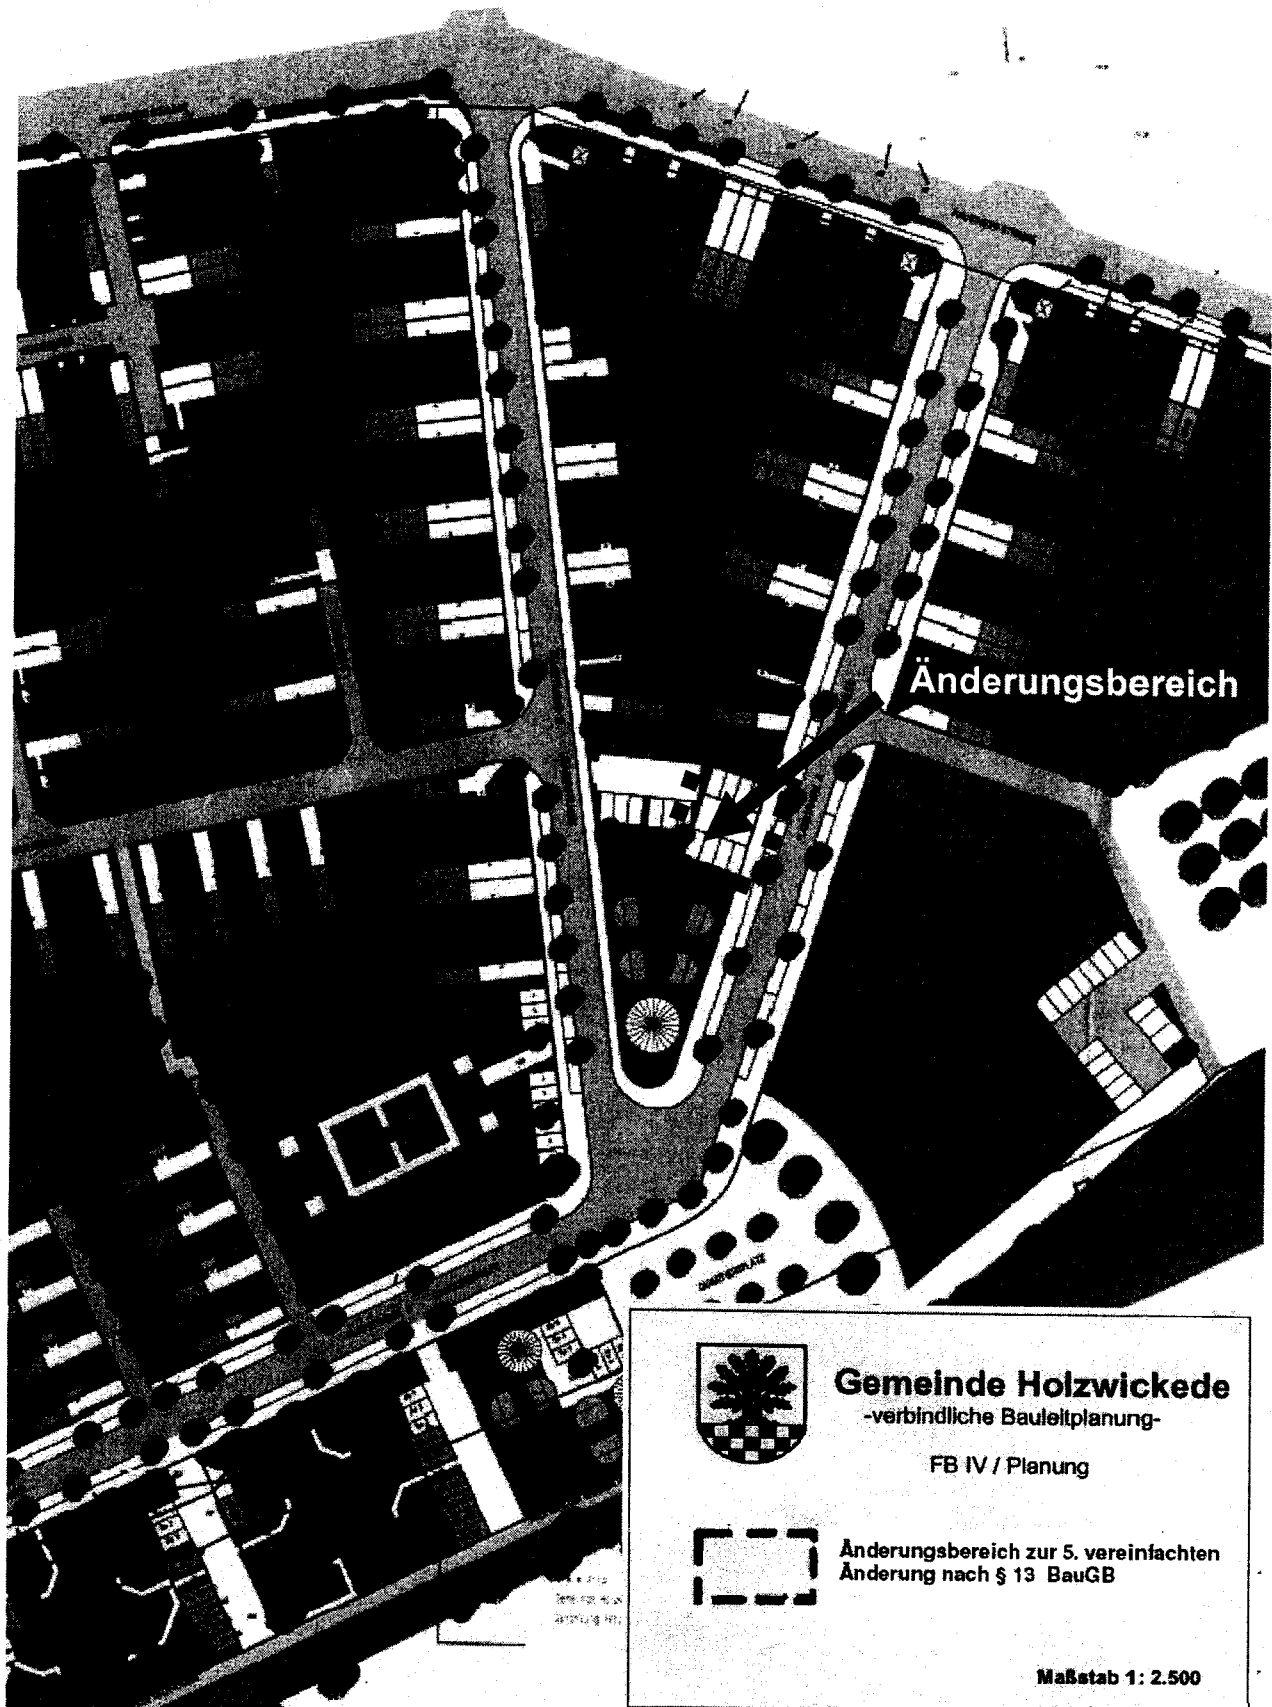 Änderungsbereich
QUARTIERSPLATZ
Gemeinde Holzwickede
-verbindliche Bauleitplanung-
FB IV / Planung
Änderungsbereich zur 5. vereinfachten
Änderung nach § 13 BauGB
Maßstab 1: 2.500